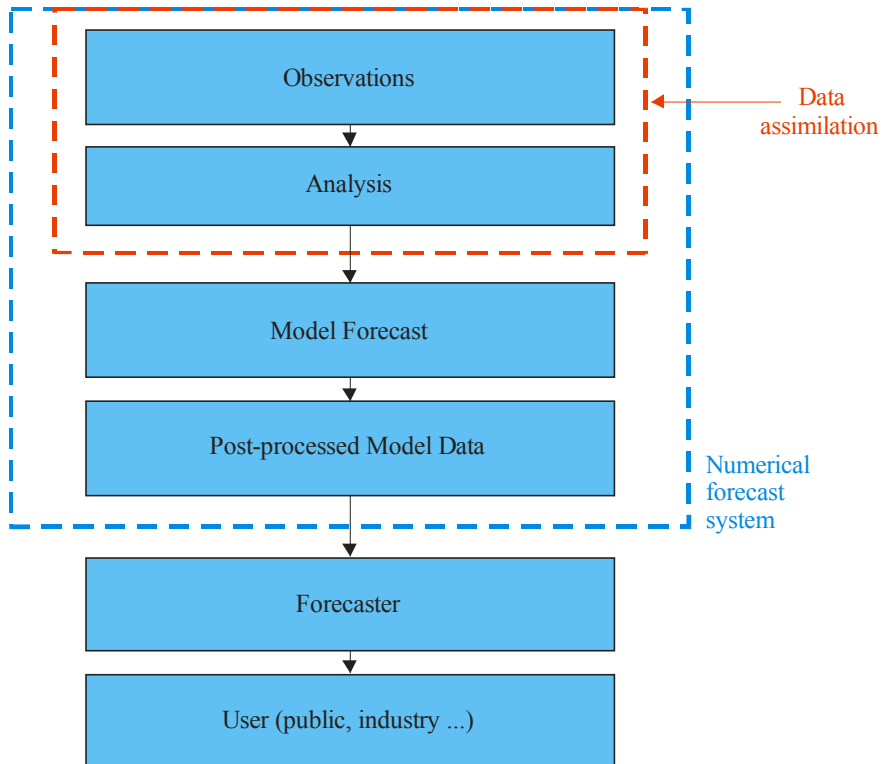 Observations
Data
assimilation
Analysis
Model Forecast
Post-processed Model Data
Numerical
forecast
system
Forecaster
User (public, industry ...)